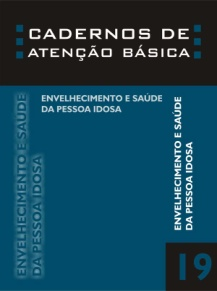 CADERNOS DE
ATENÇÃO BÁSICA
ENVELHECIMENTO E SAÚDE
DA PESSOA IDOSA
ENVELHECIMENTO E SAÚDE
DA PESSOA IDOSA
ENVELHECIMENTO E SAÚDE
DA PESSOA IDOSA
19